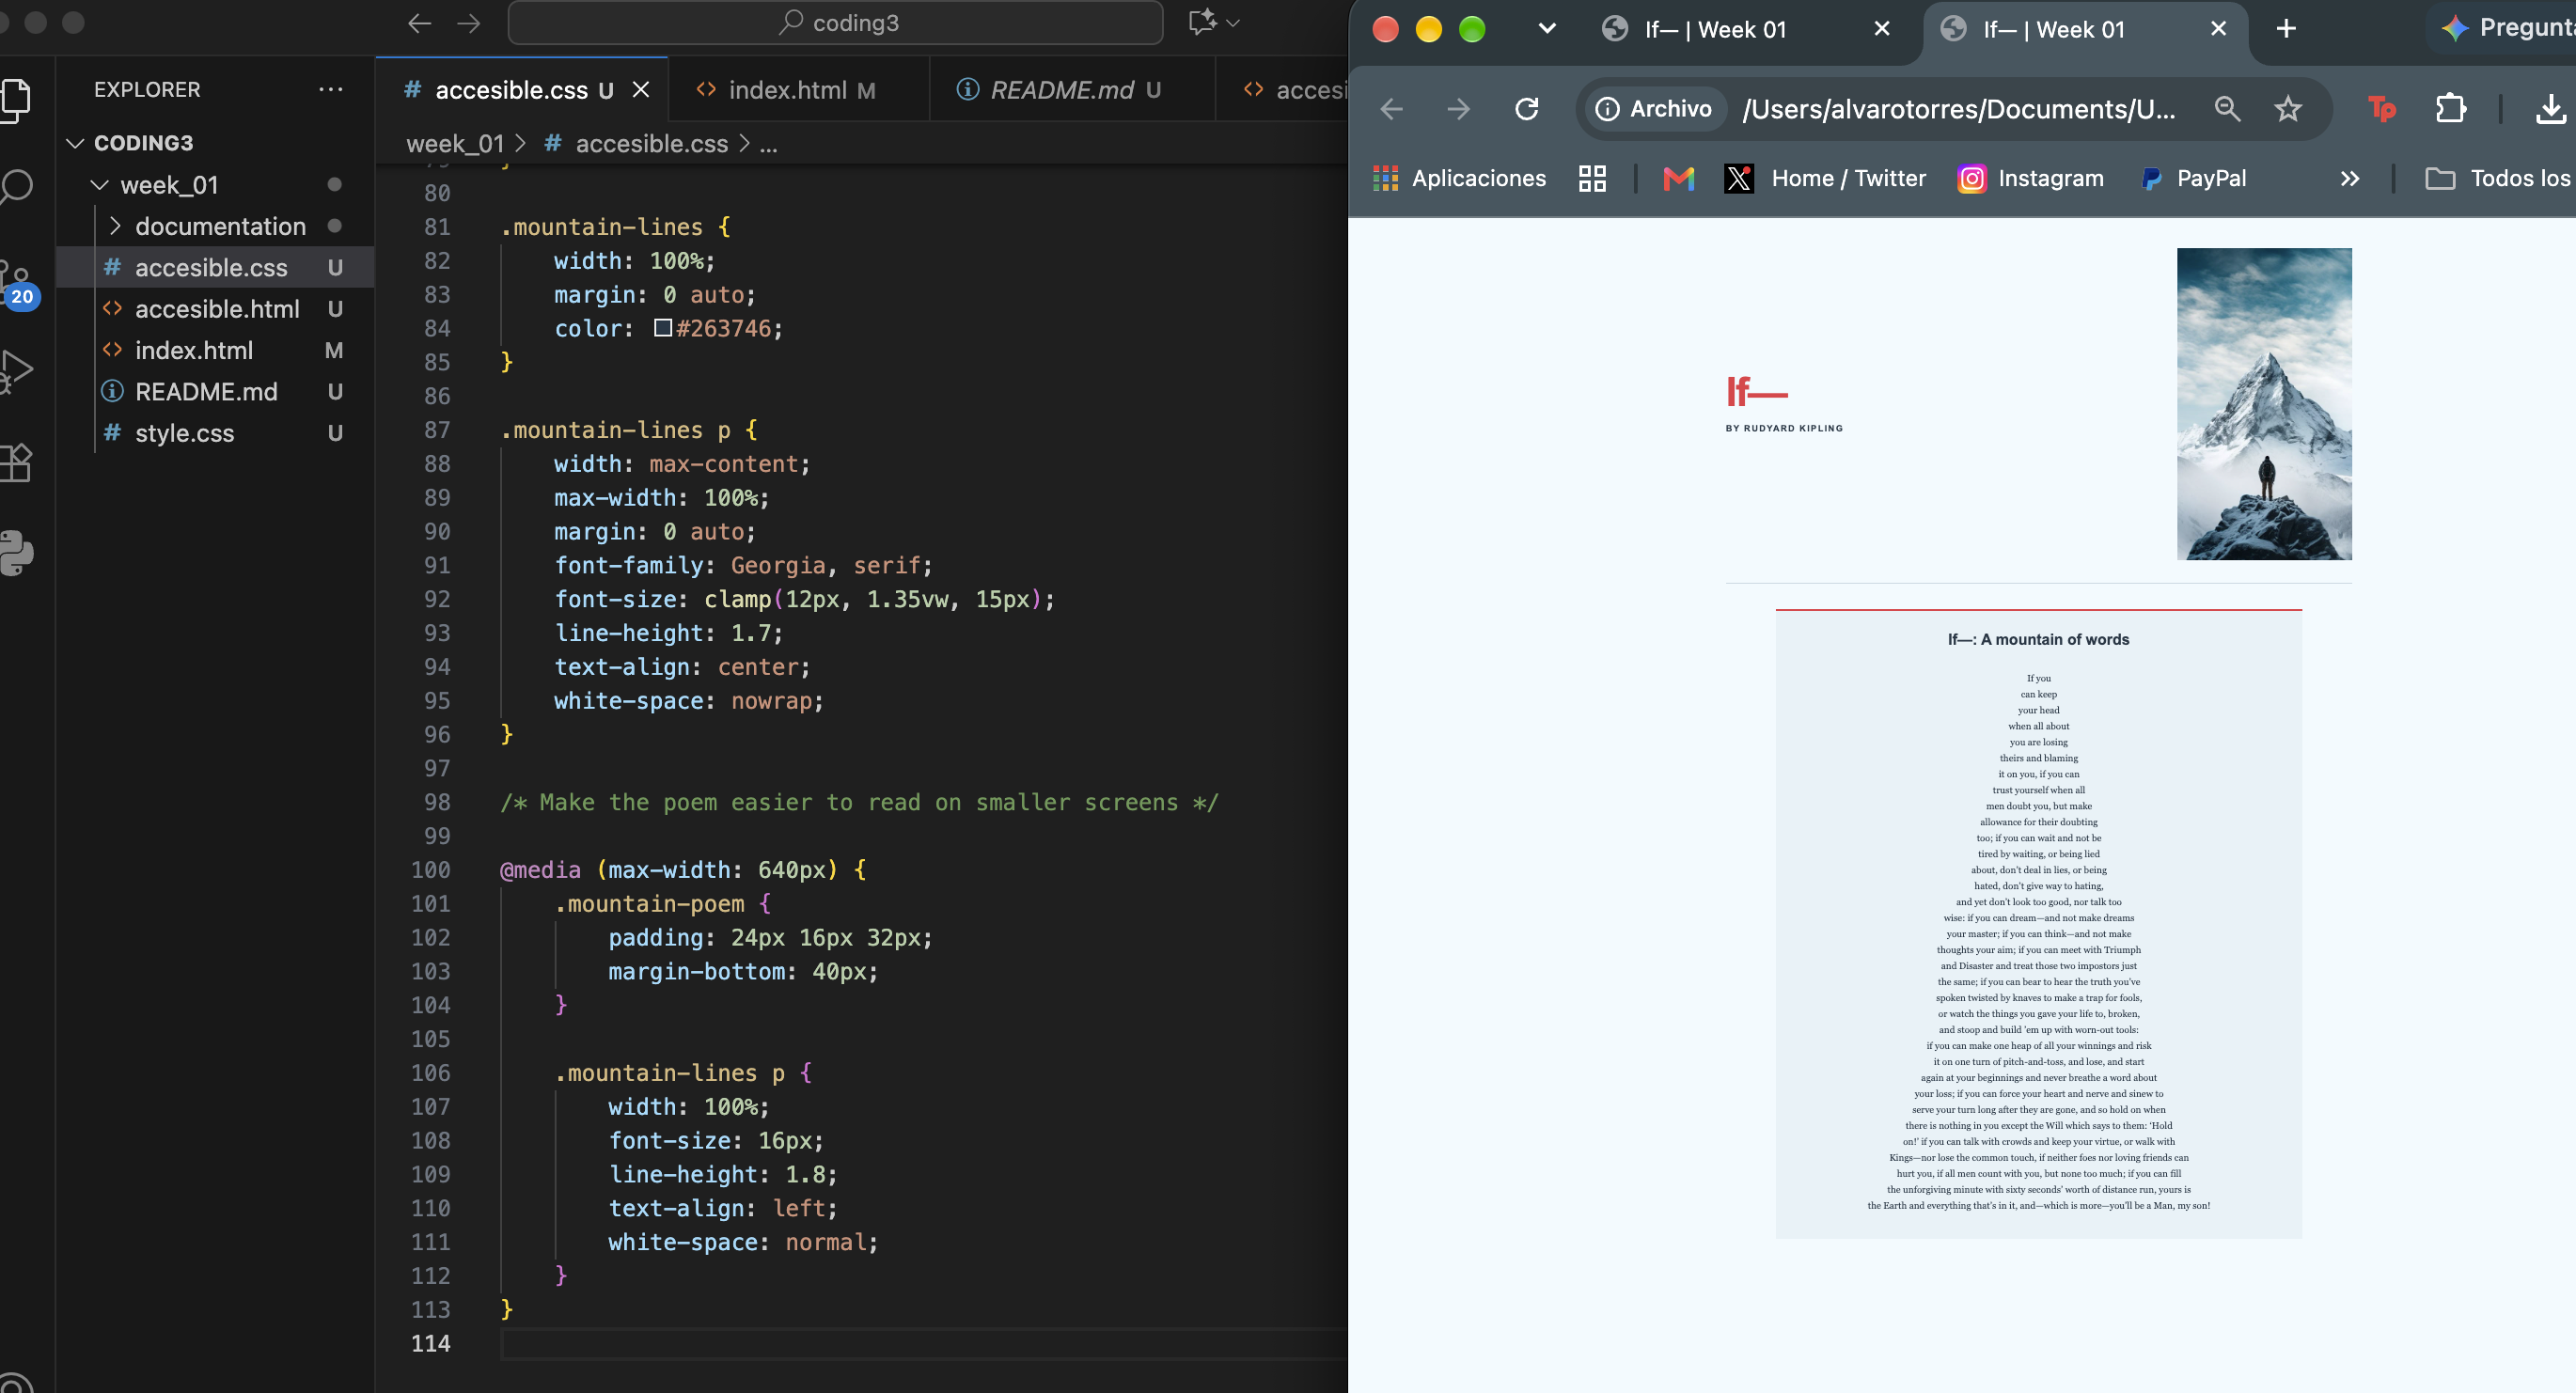 coding3
EXPLORER
CODING3
week_01
documentation
accesible.css U
accesible.html U
index.html M
README.md U
style.css U
20
accesible.css U
index.html M
README.md U
accesi
week_01 > # accesible.css > ...
80
81 .mountain-lines {
82 width: 100%;
83 margin: 0 auto;
84 color: #263746;
85 }
86
87 .mountain-lines p {
88 width: max-content;
89 max-width: 100%;
90 margin: 0 auto;
91 font-family: Georgia, serif;
92 font-size: clamp(12px, 1.35vw, 15px);
93 line-height: 1.7;
94 text-align: center;
95 white-space: nowrap;
96 }
97
98 /* Make the poem easier to read on smaller screens */
99
100 @media (max-width: 640px) {
101 .mountain-poem {
102 padding: 24px 16px 32px;
103 margin-bottom: 40px;
104 }
105
106 .mountain-lines p {
107 width: 100%;
108 font-size: 16px;
109 line-height: 1.8;
110 text-align: left;
111 white-space: normal;
112 }
113 }
114
If— | Week 01
If— | Week 01
Pregunta
Archivo /Users/alvarotorres/Documents/U...
Tp
Aplicaciones
Home / Twitter
Instagram
PayPal
Todos los
If—
BY RUDYARD KIPLING
If—: A mountain of words
If you
can keep
your head
when all about
you are losing
theirs and blaming
it on you, if you can
trust yourself when all
men doubt you, but make
allowance for their doubting
too; if you can wait and not be
tired by waiting, or being lied
about, don't deal in lies, or being
hated, don't give way to hating,
and yet don't look too good, nor talk too
wise: if you can dream—and not make dreams
your master; if you can think—and not make
thoughts your aim; if you can meet with Triumph
and Disaster and treat those two impostors just
the same; if you can bear to hear the truth you've
spoken twisted by knaves to make a trap for fools,
or watch the things you gave your life to, broken,
and stoop and build 'em up with worn-out tools:
if you can make one heap of all your winnings and risk
it on one turn of pitch-and-toss, and lose, and start
again at your beginnings and never breathe a word about
your loss; if you can force your heart and nerve and sinew to
serve your turn long after they are gone, and so hold on when
there is nothing in you except the Will which says to them: 'Hold
on!' if you can talk with crowds and keep your virtue, or walk with
Kings—nor lose the common touch, if neither foes nor loving friends can
hurt you, if all men count with you, but none too much; if you can fill
the unforgiving minute with sixty seconds' worth of distance run, yours is
the Earth and everything that's in it, and—which is more—you'll be a Man, my son!